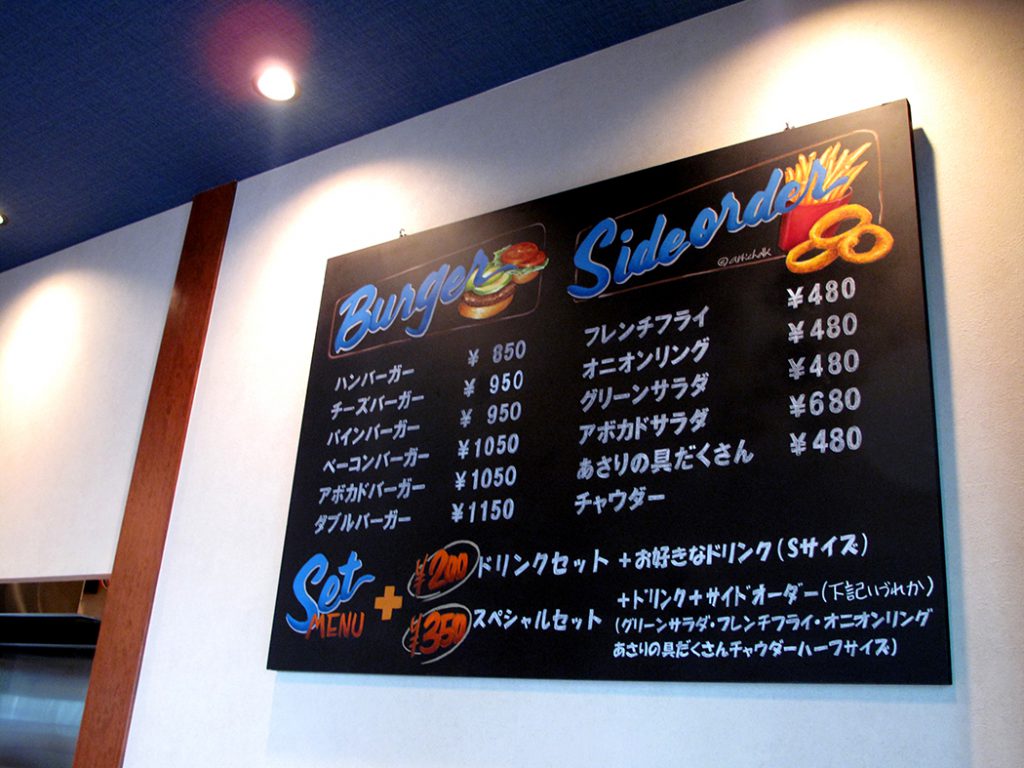 Burger
ハンバーガー ¥850
チーズバーガー ¥950
パインバーガー ¥950
ベーコンバーガー ¥1050
アボカドバーガー ¥1050
ダブルバーガー ¥1150
Sideorder
@artichalk
フレンチフライ ¥480
オニオンリング ¥480
グリーンサラダ ¥480
アボカドサラダ ¥680
あさりの具だくさん ¥480
チャウダー
Set
MENU
+
¥200 ドリンクセット +お好きなドリンク(Sサイズ)
¥350 スペシャルセット +ドリンク+サイドオーダー(下記いづれか)
(グリーンサラダ・フレンチフライ・オニオンリング
あさりの具だくさんチャウダーハーフサイズ)